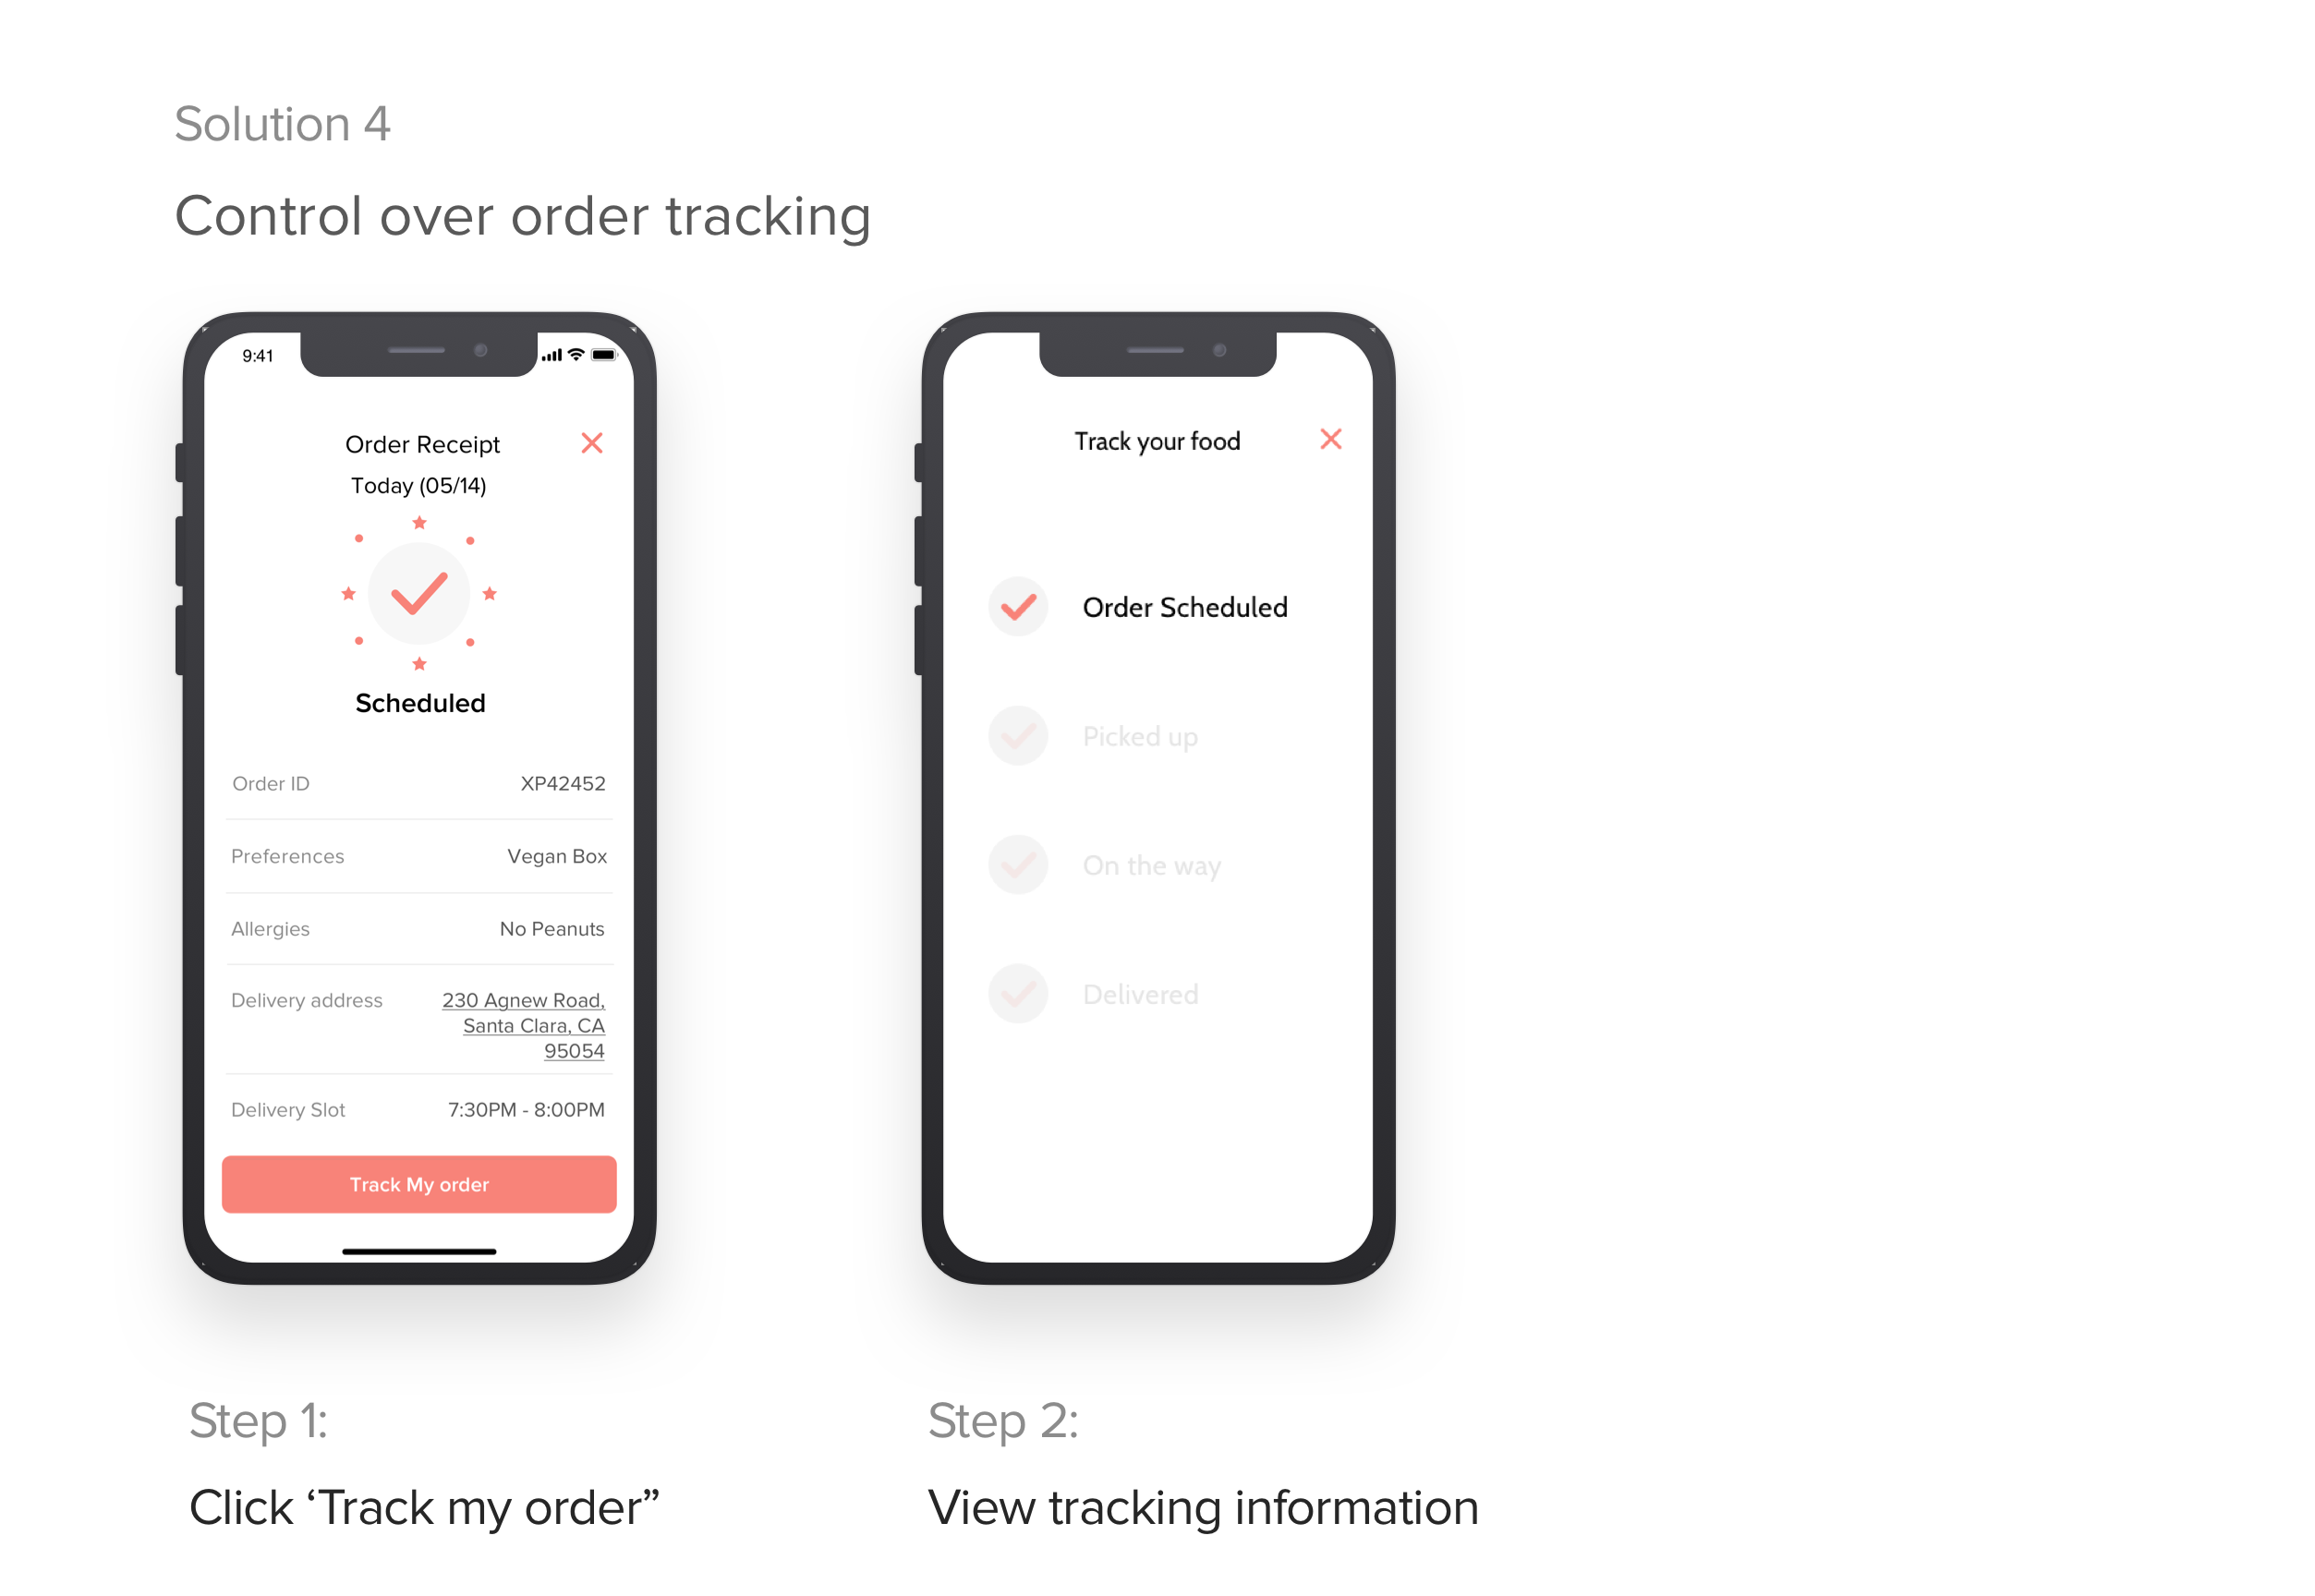 Solution 4
Control over order tracking
9:41
Order Receipt
Today (05/14)
Scheduled
Order ID XP42452
Preferences Vegan Box
Allergies No Peanuts
Delivery address 230 Agnew Road,
Santa Clara, CA
95054
Delivery Slot 7:30PM - 8:00PM
Track My order
Track your food
Order Scheduled
Picked up
On the way
Delivered
Step 1:
Click ‘Track my order”
Step 2:
View tracking information